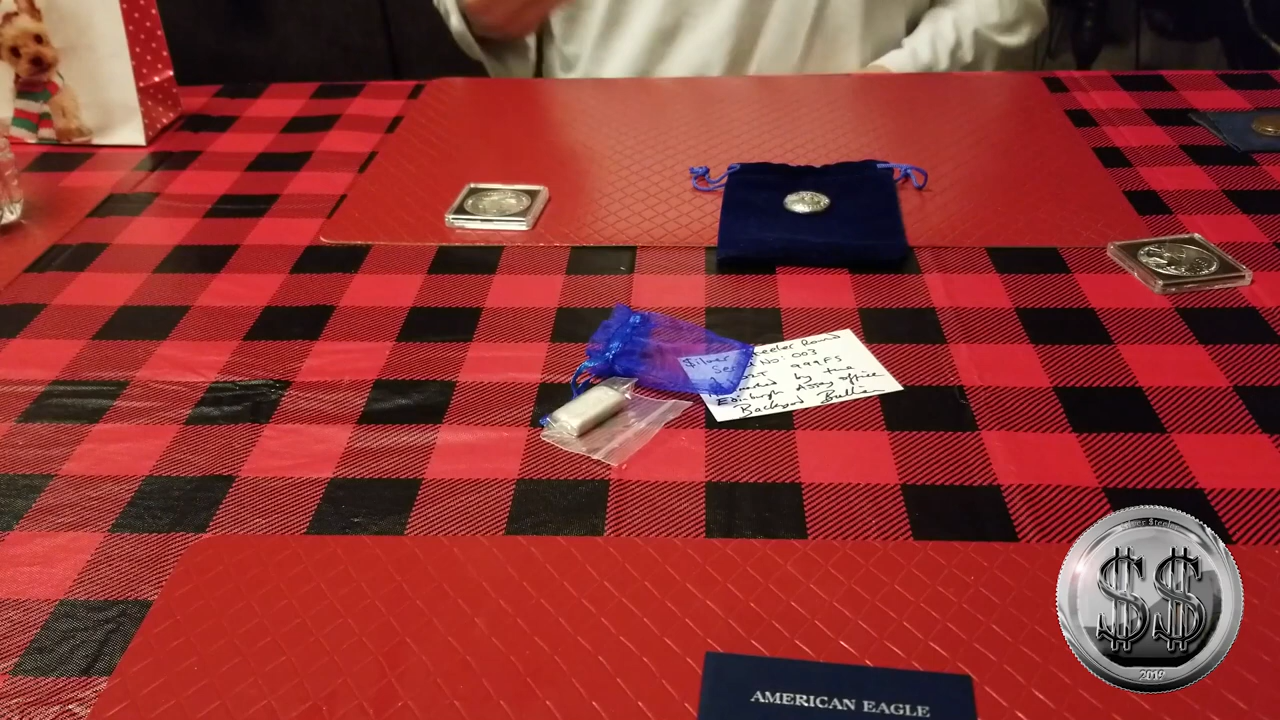 Silver Steeler Round
Serial No: 003
999FS
by the
Edinburgh Assay office
Backyard Bullion
Silver Steeler
$$
2019
AMERICAN EAGLE